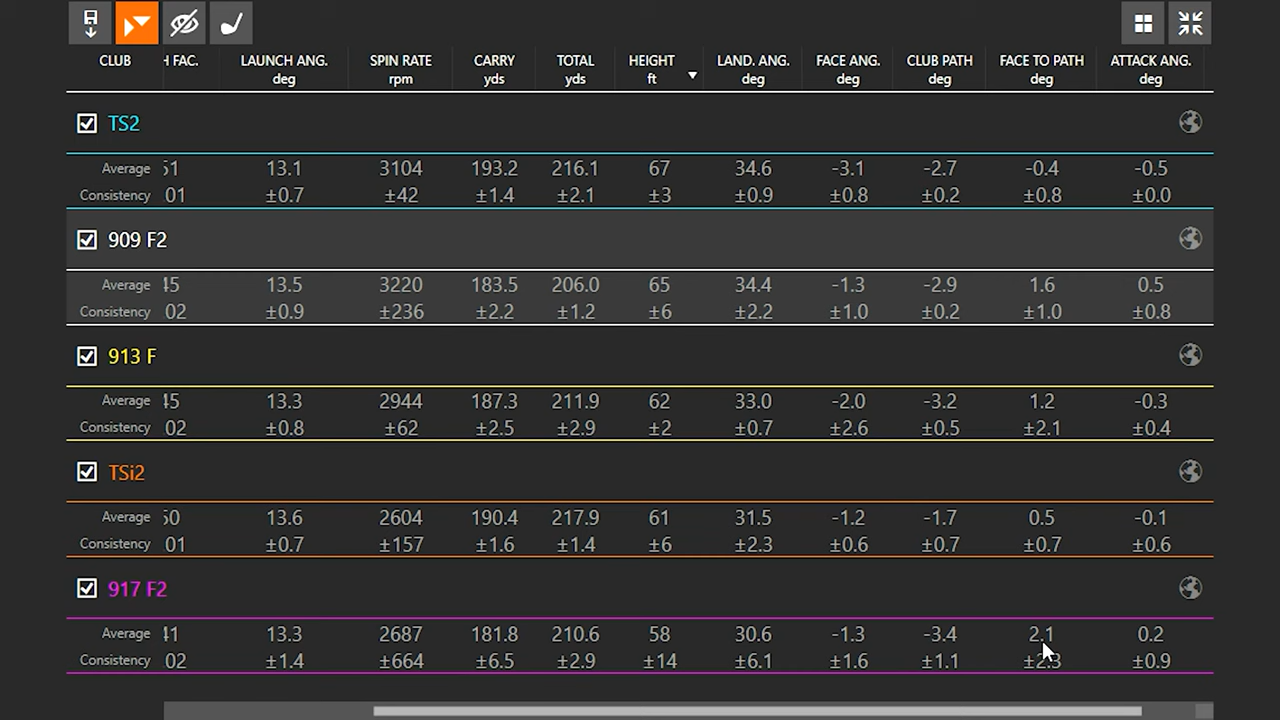 CLUB H FAC. LAUNCH ANG. SPIN RATE CARRY TOTAL HEIGHT LAND. ANG. FACE ANG. CLUB PATH FACE TO PATH ATTACK ANG.
deg rpm yds yds ft deg deg deg deg deg
TS2
Average 51 13.1 3104 193.2 216.1 67 34.6 -3.1 -2.7 -0.4 -0.5
Consistency 01 ±0.7 ±42 ±1.4 ±2.1 ±3 ±0.9 ±0.8 ±0.2 ±0.8 ±0.0
909 F2
Average 45 13.5 3220 183.5 206.0 65 34.4 -1.3 -2.9 1.6 0.5
Consistency 02 ±0.9 ±236 ±2.2 ±1.2 ±6 ±2.2 ±1.0 ±0.2 ±1.0 ±0.8
913 F
Average 45 13.3 2944 187.3 211.9 62 33.0 -2.0 -3.2 1.2 -0.3
Consistency 02 ±0.8 ±62 ±2.5 ±2.9 ±2 ±0.7 ±2.6 ±0.5 ±2.1 ±0.4
TSi2
Average 50 13.6 2604 190.4 217.9 61 31.5 -1.2 -1.7 0.5 -0.1
Consistency 01 ±0.7 ±157 ±1.6 ±1.4 ±6 ±2.3 ±0.6 ±0.7 ±0.7 ±0.6
917 F2
Average 41 13.3 2687 181.8 210.6 58 30.6 -1.3 -3.4 2.1 0.2
Consistency 02 ±1.4 ±664 ±6.5 ±2.9 ±14 ±6.1 ±1.6 ±1.1 ±2.3 ±0.9